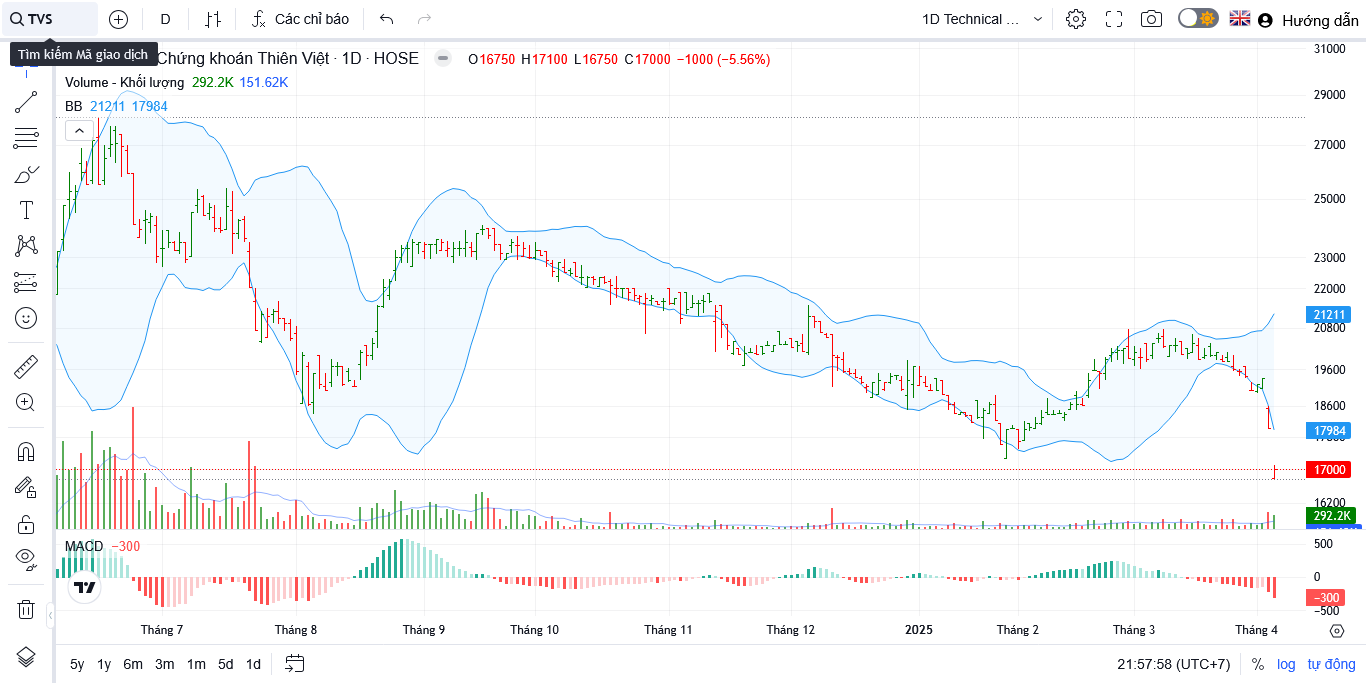 TVS
D
Các chỉ báo
1D Technical ...
Hướng dẫn
Tìm kiếm Mã giao dịch
Chứng khoán Thiên Việt · 1D · HOSE
O16750 H17100 L16750 C17000 −1000 (−5.56%)
Volume - Khối lượng 292.2K 151.62K
BB 21211 17984
31000
29000
27000
25000
23000
22000
21211
20800
19600
18600
17984
17000
16200
292.2K
MACD −300
500
0
−300
−500
Tháng 7
Tháng 8
Tháng 9
Tháng 10
Tháng 11
Tháng 12
2025
Tháng 2
Tháng 3
Tháng 4
5y 1y 6m 3m 1m 5d 1d
21:57:58 (UTC+7)
% log tự động